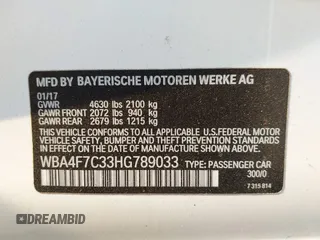 MFD BY BAYERISCHE MOTOREN WERKE AG
01/17
GVWR 4630 lbs 2100 kg
GAWR FRONT 2072 lbs 940 kg
GAWR REAR 2679 lbs 1215 kg
THIS VEHICLE CONFORMS TO ALL APPLICABLE
FEDERAL MOTOR VEHICLE SAFETY, BUMPER,
AND THEFT PREVENTION STANDARDS IN EFFECT
ON THE DATE OF MANUFACTURE SHOWN ABOVE.
WBA4F7C33HG789033 TYPE: PASSENGER CAR
300/0
7 315 814
DREAMBID